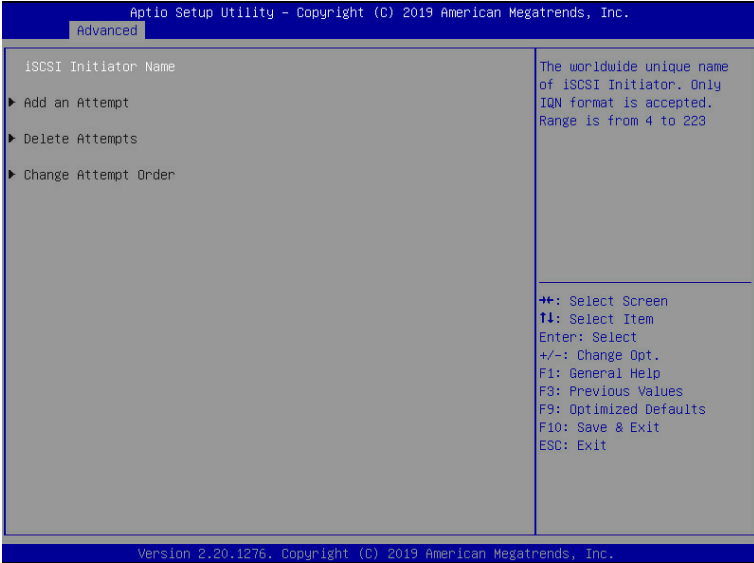 Aptio Setup Utility – Copyright (C) 2019 American Megatrends, Inc.
Advanced
iSCSI Initiator Name
▶ Add an Attempt
▶ Delete Attempts
▶ Change Attempt Order
The worldwide unique name
of iSCSI Initiator. Only
IQN format is accepted.
Range is from 4 to 223
→←: Select Screen
↑↓: Select Item
Enter: Select
+/-: Change Opt.
F1: General Help
F3: Previous Values
F9: Optimized Defaults
F10: Save & Exit
ESC: Exit
Version 2.20.1276. Copyright (C) 2019 American Megatrends, Inc.